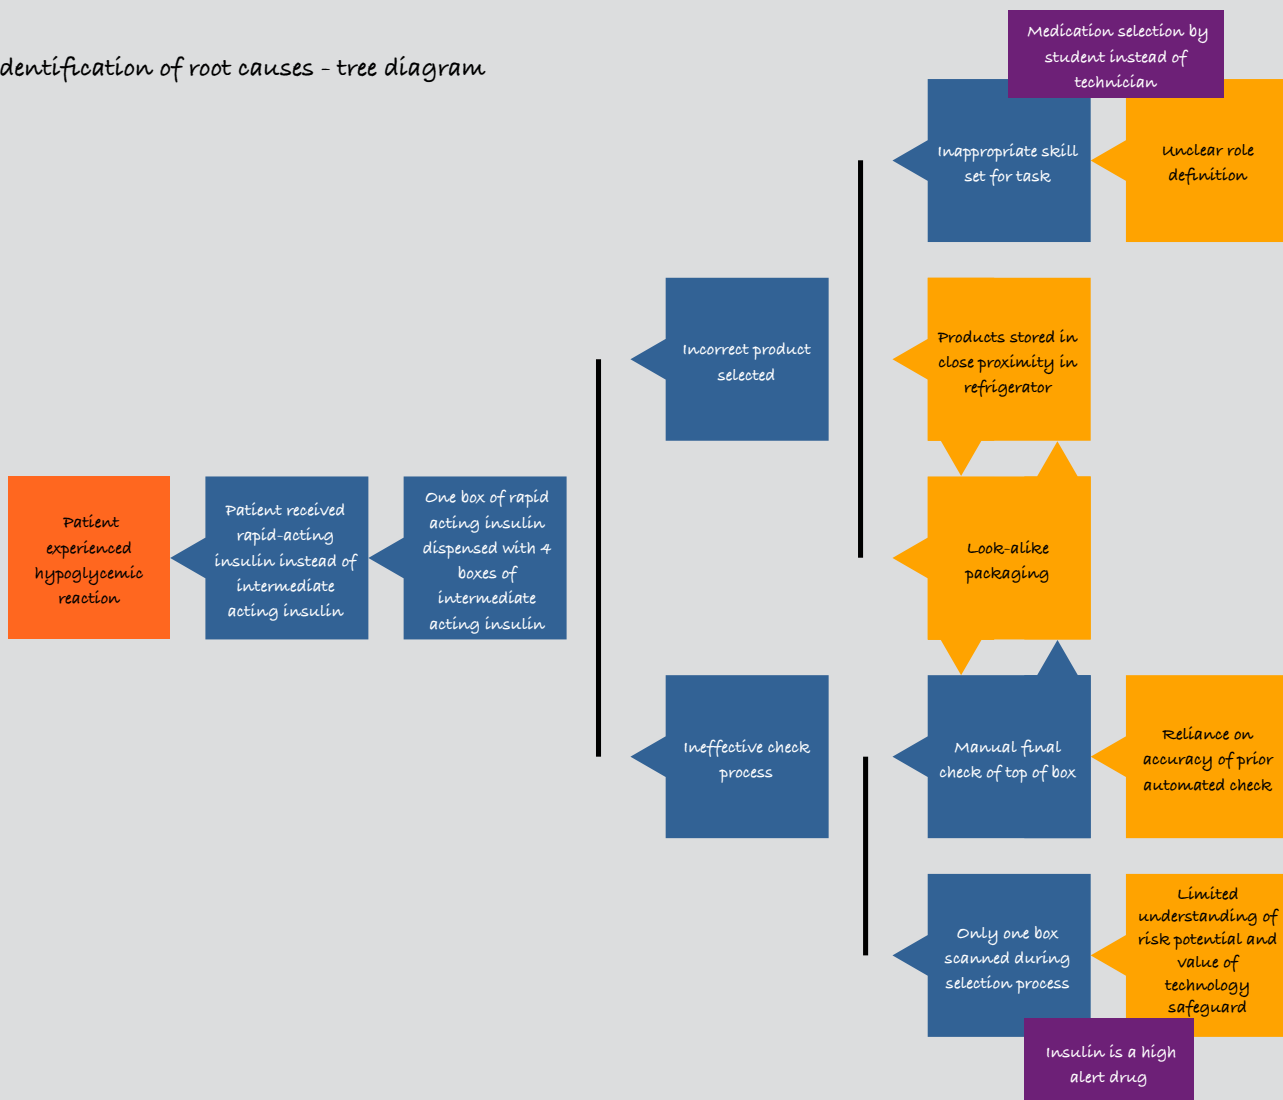 dentification of root causes - tree diagram
Medication selection by
student instead of
technician
Inappropriate skill
set for task
Unclear role
definition
Incorrect product
selected
Products stored in
close proximity in
refrigerator
Patient
experienced
hypoglycemic
reaction
Patient received
rapid-acting
insulin instead of
intermediate
acting insulin
One box of rapid
acting insulin
dispensed with 4
boxes of
intermediate
acting insulin
Look-alike
packaging
Ineffective check
process
Manual final
check of top of box
Reliance on
accuracy of prior
automated check
Only one box
scanned during
selection process
Limited
understanding of
risk potential and
value of
technology
safeguard
Insulin is a high
alert drug